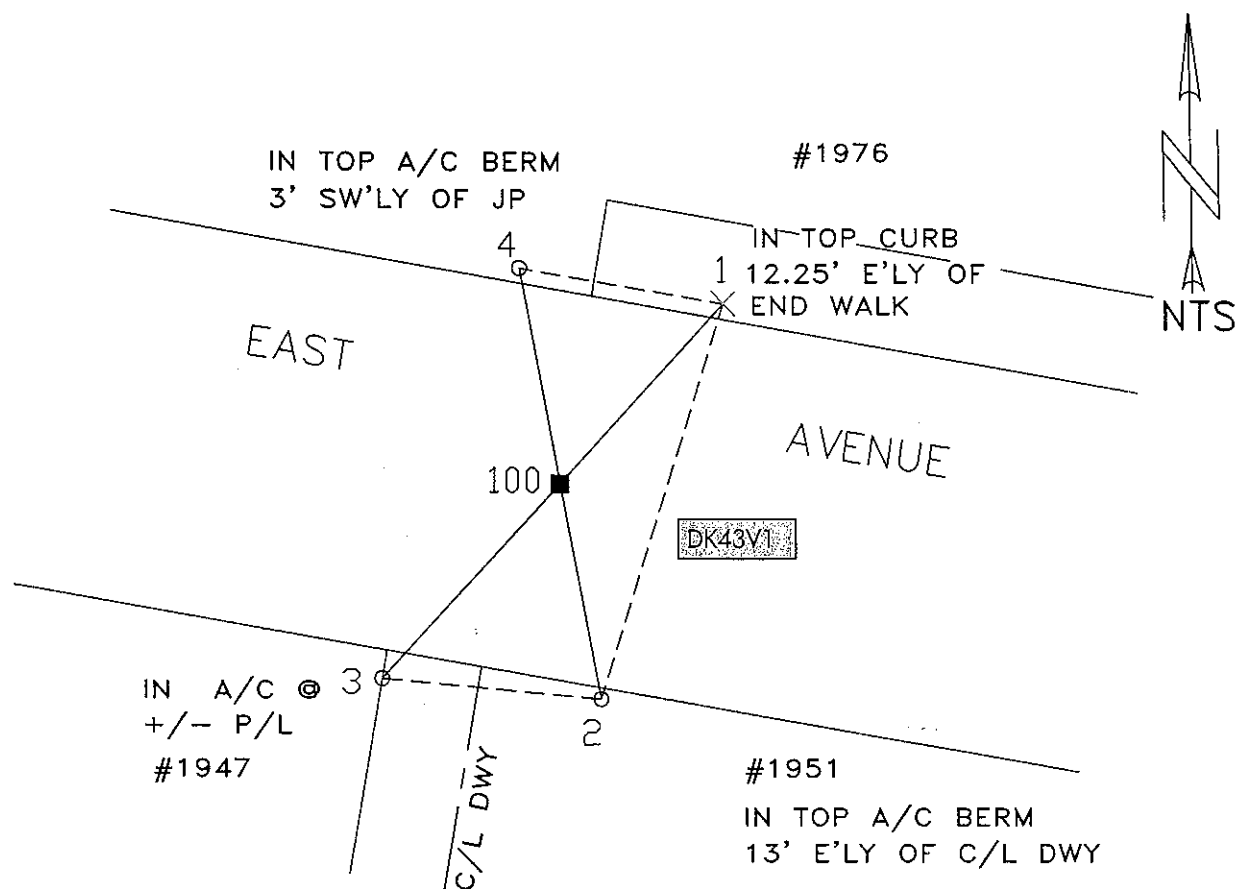 #1976
IN TOP A/C BERM
3' SW'LY OF JP
N
NTS
IN TOP CURB
12.25' E'LY OF
END WALK
4
1
EAST
AVENUE
100
DK43V1
IN A/C @
+/- P/L
3
2
#1947
C/L DWY
#1951
IN TOP A/C BERM
13' E'LY OF C/L DWY